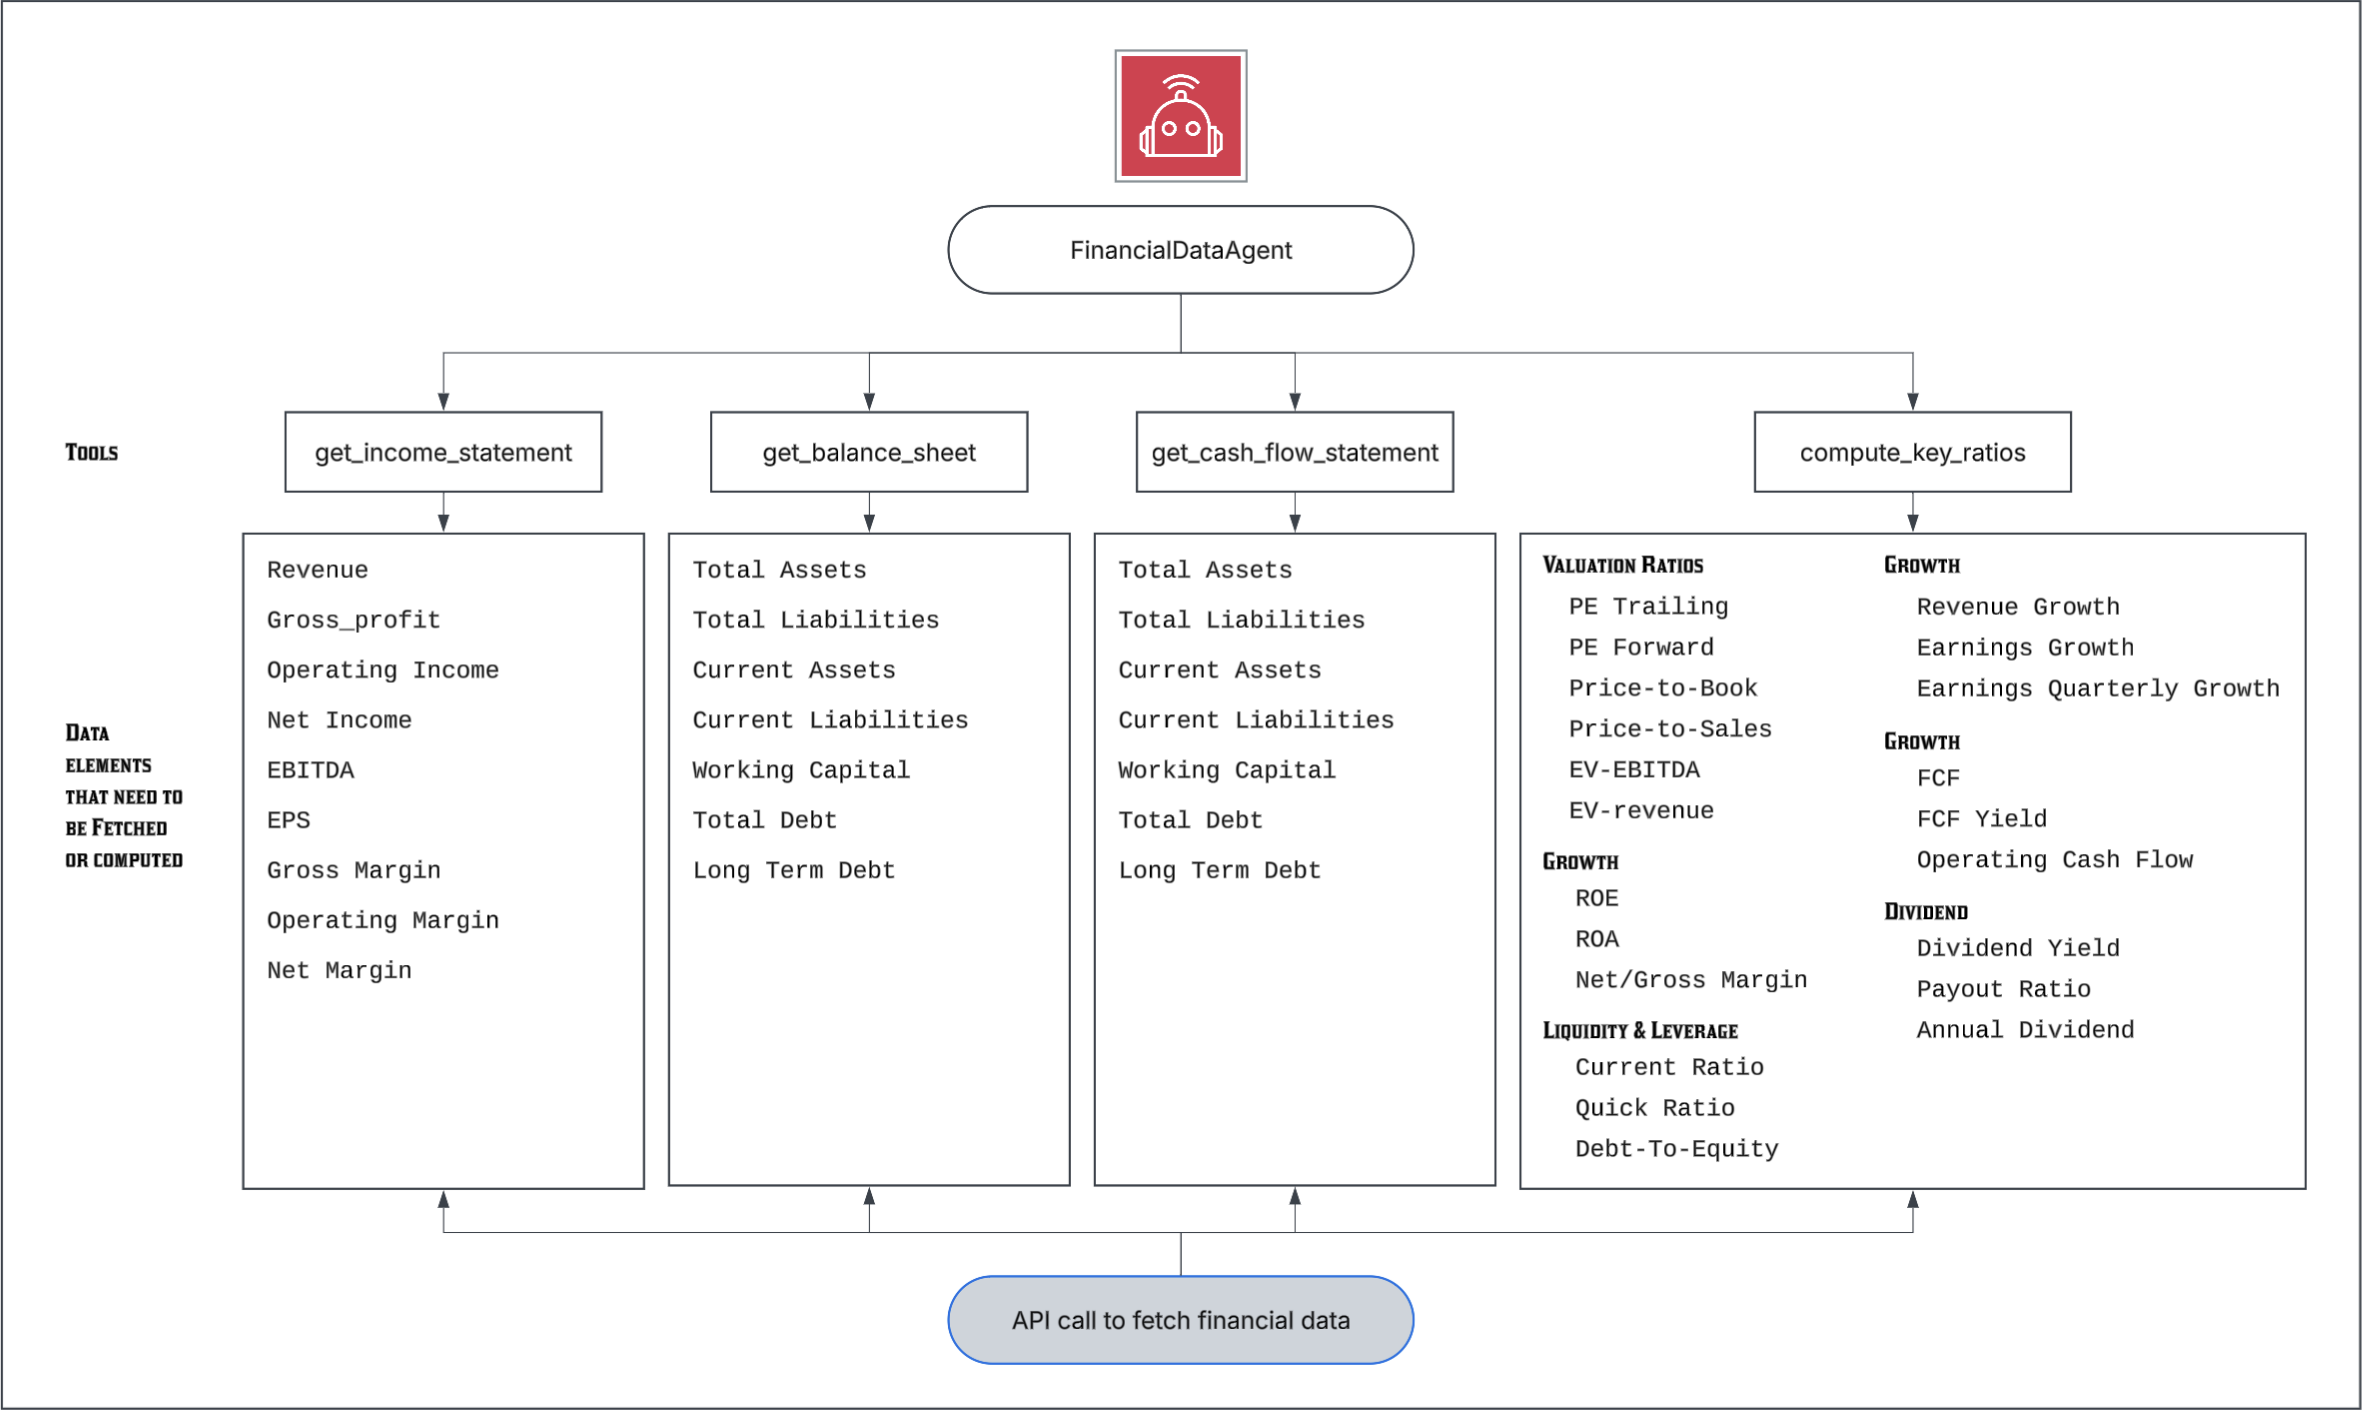 FinancialDataAgent
Tools
get_income_statement
get_balance_sheet
get_cash_flow_statement
compute_key_ratios
Data
elements
that need to
be Fetched
or computed
Revenue
Gross_profit
Operating Income
Net Income
EBITDA
EPS
Gross Margin
Operating Margin
Net Margin
Total Assets
Total Liabilities
Current Assets
Current Liabilities
Working Capital
Total Debt
Long Term Debt
Total Assets
Total Liabilities
Current Assets
Current Liabilities
Working Capital
Total Debt
Long Term Debt
Valuation Ratios
PE Trailing
PE Forward
Price-to-Book
Price-to-Sales
EV-EBITDA
EV-revenue
Growth
ROE
ROA
Net/Gross Margin
Liquidity & Leverage
Current Ratio
Quick Ratio
Debt-To-Equity
Growth
Revenue Growth
Earnings Growth
Earnings Quarterly Growth
Growth
FCF
FCF Yield
Operating Cash Flow
Dividend
Dividend Yield
Payout Ratio
Annual Dividend
API call to fetch financial data